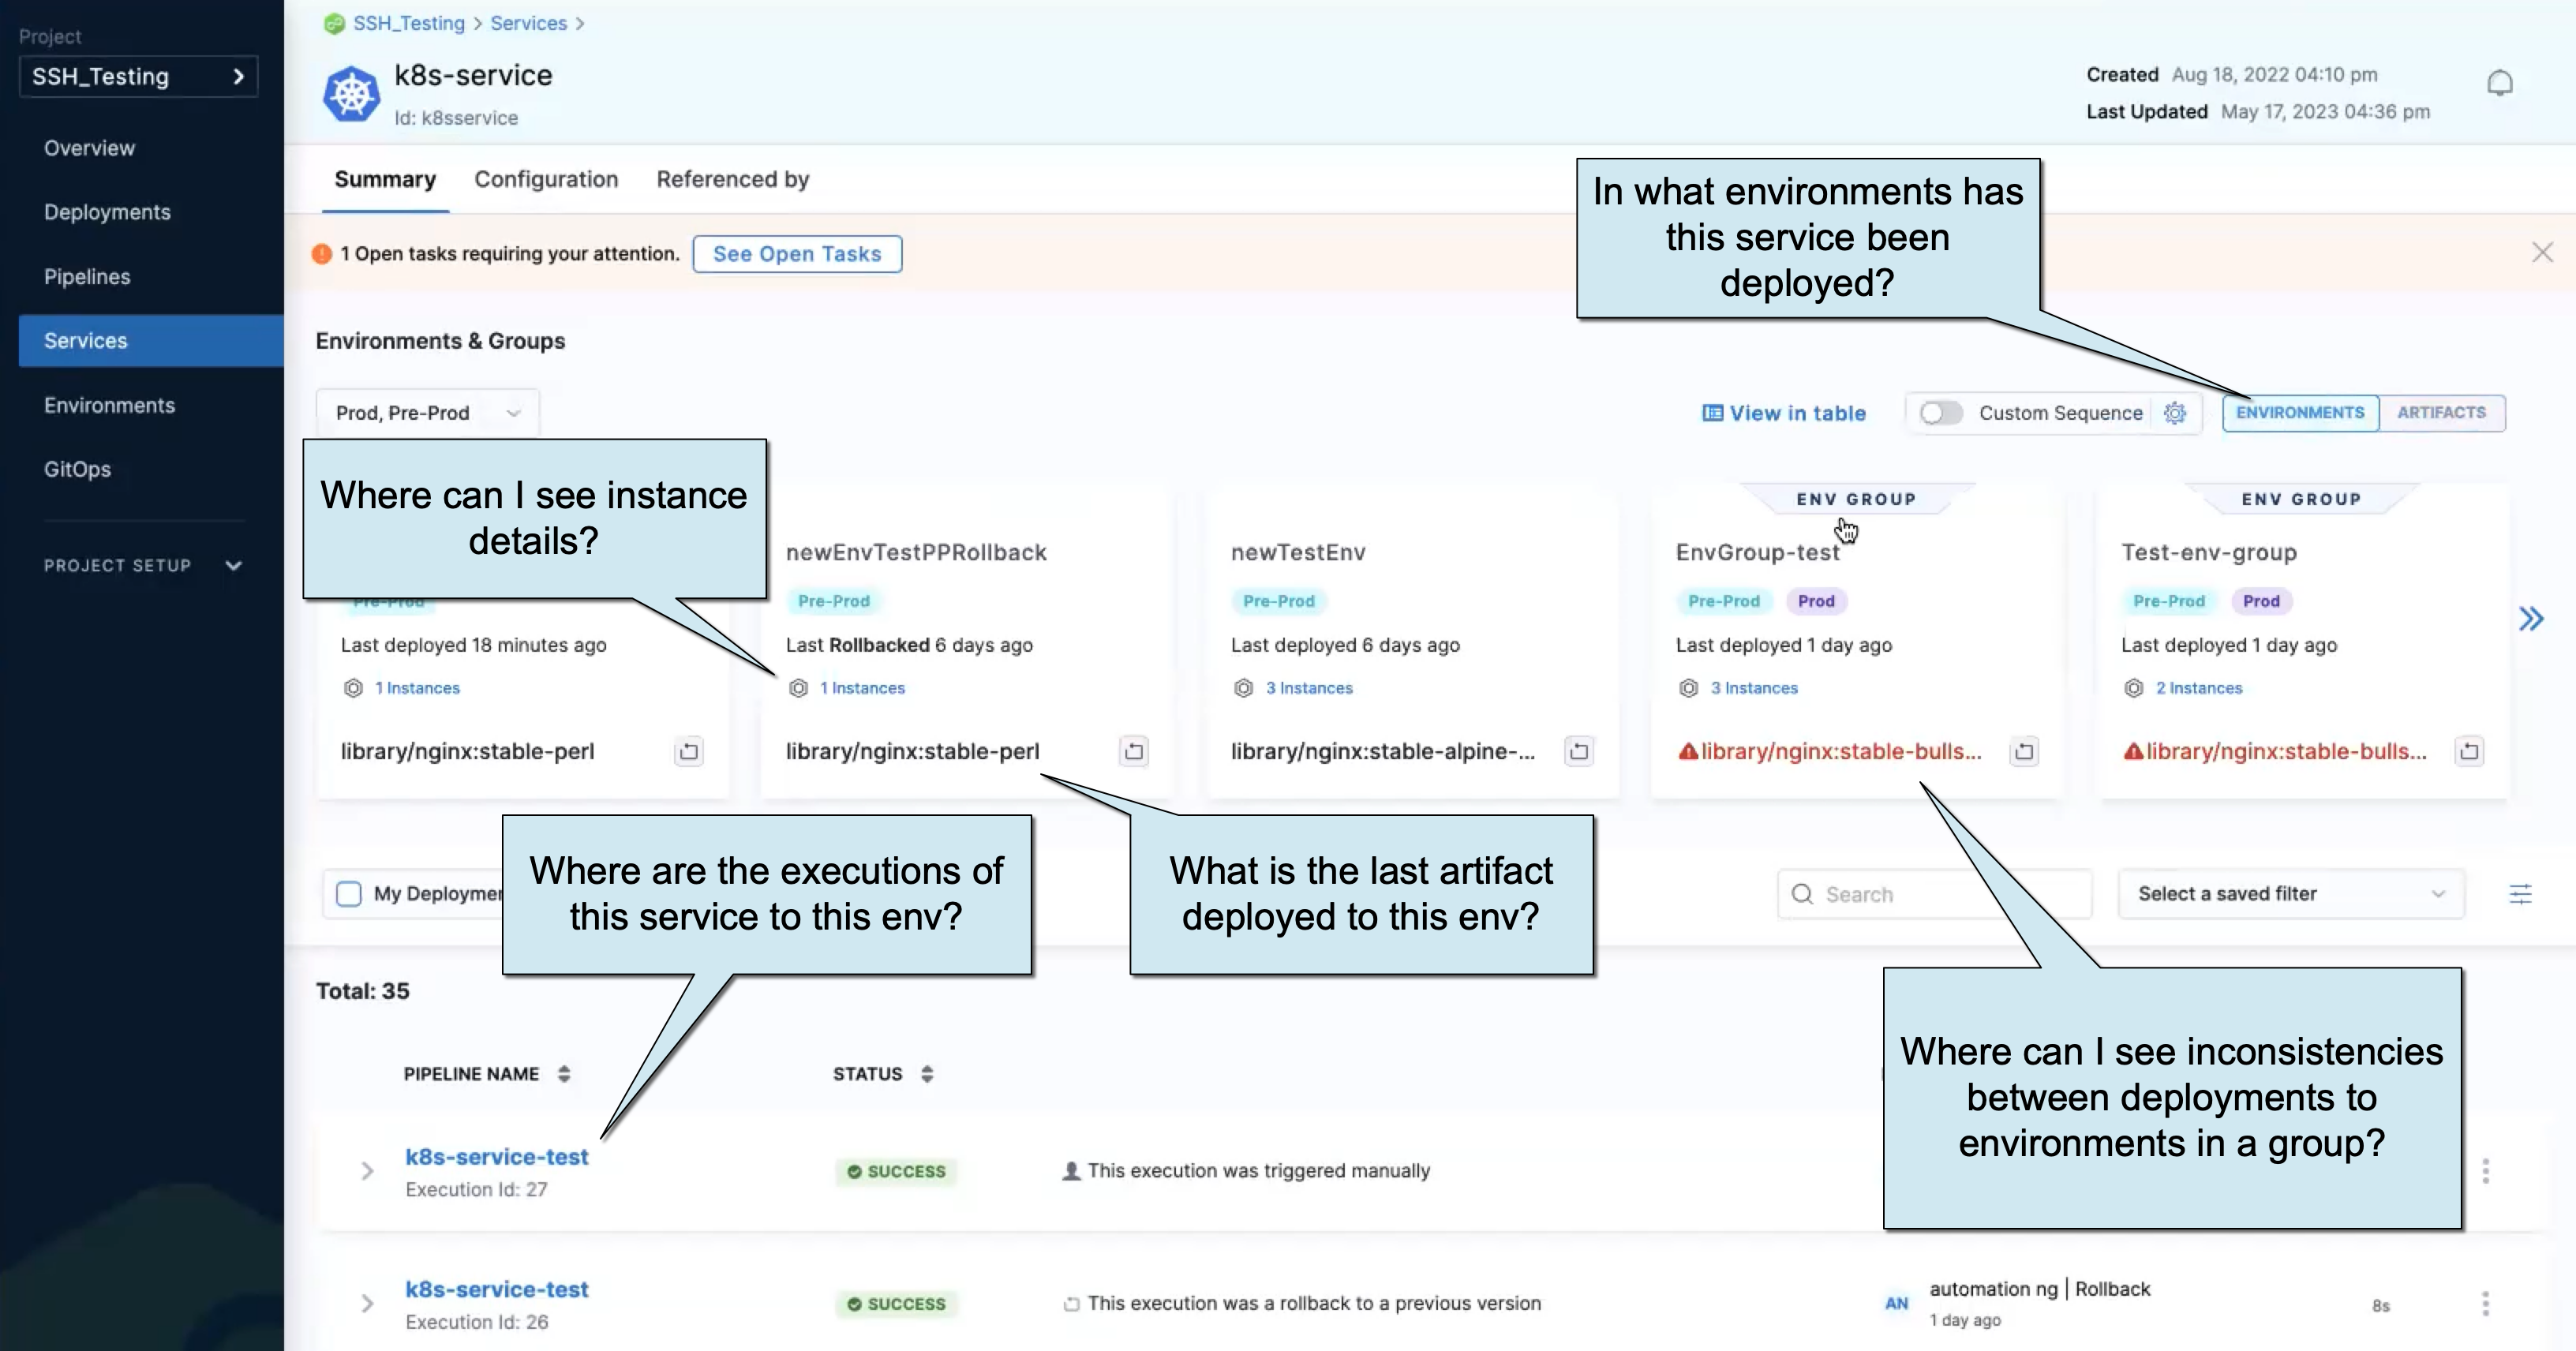 Project
SSH_Testing
Overview
Deployments
Pipelines
Services
Environments
GitOps
PROJECT SETUP
SSH_Testing > Services >
k8s-service
Id: k8sservice
Created Aug 18, 2022 04:10 pm
Last Updated May 17, 2023 04:36 pm
Summary Configuration Referenced by
1 Open tasks requiring your attention. See Open Tasks
In what environments has
this service been
deployed?
Environments & Groups
Prod, Pre-Prod
View in table
Custom Sequence
ENVIRONMENTS ARTIFACTS
Where can I see instance
details?
Pre-Prod
Last deployed 18 minutes ago
1 Instances
library/nginx:stable-perl
newEnvTestPPRollback
Pre-Prod
Last Rollbacked 6 days ago
1 Instances
library/nginx:stable-perl
newTestEnv
Pre-Prod
Last deployed 6 days ago
3 Instances
library/nginx:stable-alpine-...
ENV GROUP
EnvGroup-test
Pre-Prod Prod
Last deployed 1 day ago
3 Instances
library/nginx:stable-bulls...
ENV GROUP
Test-env-group
Pre-Prod Prod
Last deployed 1 day ago
2 Instances
library/nginx:stable-bulls...
My Deploymen
Where are the executions of
this service to this env?
What is the last artifact
deployed to this env?
Search
Select a saved filter
Where can I see inconsistencies
between deployments to
environments in a group?
Total: 35
PIPELINE NAME STATUS
k8s-service-test
Execution Id: 27
SUCCESS
This execution was triggered manually
k8s-service-test
Execution Id: 26
SUCCESS
This execution was a rollback to a previous version
AN
automation ng | Rollback
1 day ago
8s